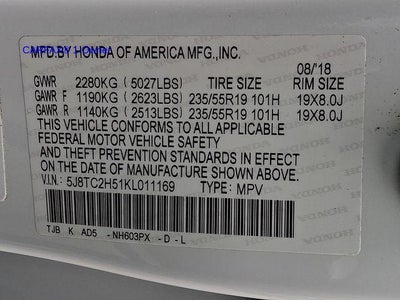 MFD.BY HONDA OF AMERICA MFG.,INC.
08/'18
GVWR 2280KG ( 5027LBS) TIRE SIZE RIM SIZE
GAWR F 1190KG ( 2623LBS) 235/55R19 101H 19X8.0J
GAWR R 1140KG ( 2513LBS) 235/55R19 101H 19X8.0J
THIS VEHICLE CONFORMS TO ALL APPLICABLE
FEDERAL MOTOR VEHICLE SAFETY
AND THEFT PREVENTION STANDARDS IN EFFECT
ON THE DATE OF MANUFACTURE SHOWN ABOVE.
V.I.N.: 5J8TC2H51KL011169 TYPE: MPV
TJB K AD5 -NH603PX -D -L